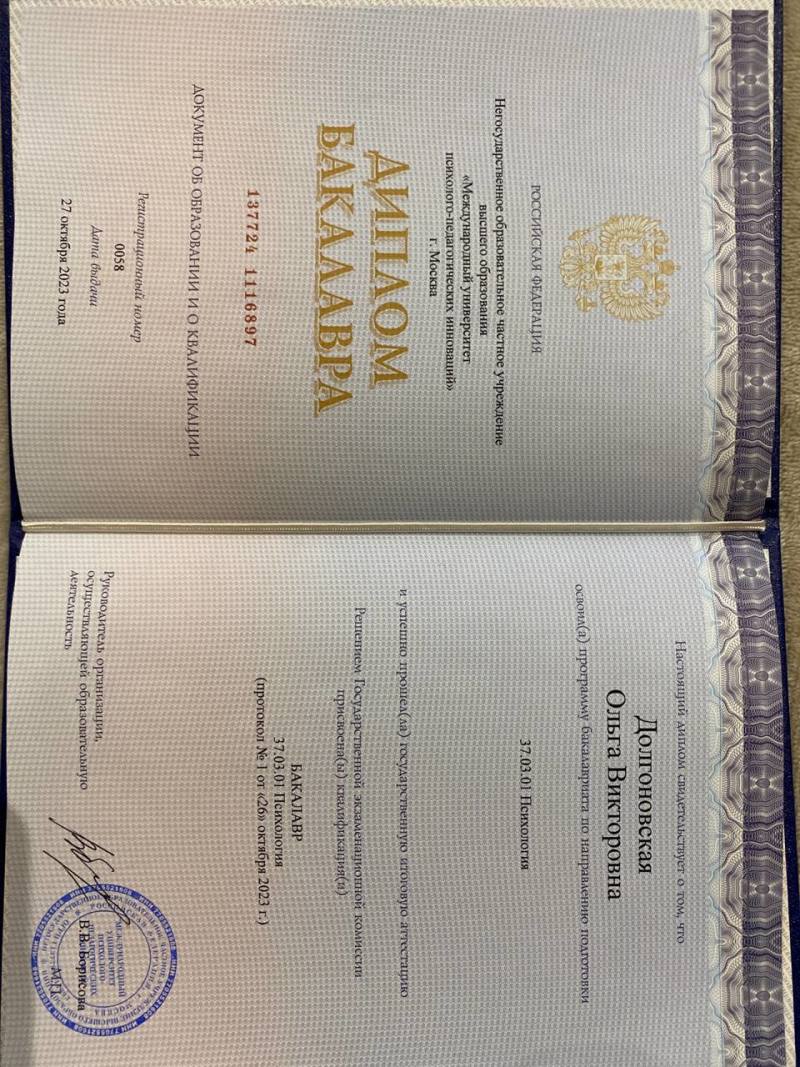 РОССИЙСКАЯ ФЕДЕРАЦИЯ
Негосударственное образовательное частное учреждение
высшего образования
«Международный университет
психолого-педагогических инноваций»
г. Москва
ДИПЛОМ
БАКАЛАВРА
137724 1116897
ДОКУМЕНТ ОБ ОБРАЗОВАНИИ И О КВАЛИФИКАЦИИ
Регистрационный номер
0058
Дата выдачи
27 октября 2023 года
Настоящий диплом свидетельствует о том, что
Долгоновская
Ольга Викторовна
освоил(а) программу бакалавриата по направлению подготовки
37.03.01 Психология
и успешно прошел(ла) государственную итоговую аттестацию
Решением Государственной экзаменационной комиссии
присвоена(ы) квалификация(и)
БАКАЛАВР
37.03.01 Психология
(протокол № 1 от «26» октября 2023 г.)
Руководитель организации,
осуществляющей образовательную
деятельность
В.В. Борисова
М.П.